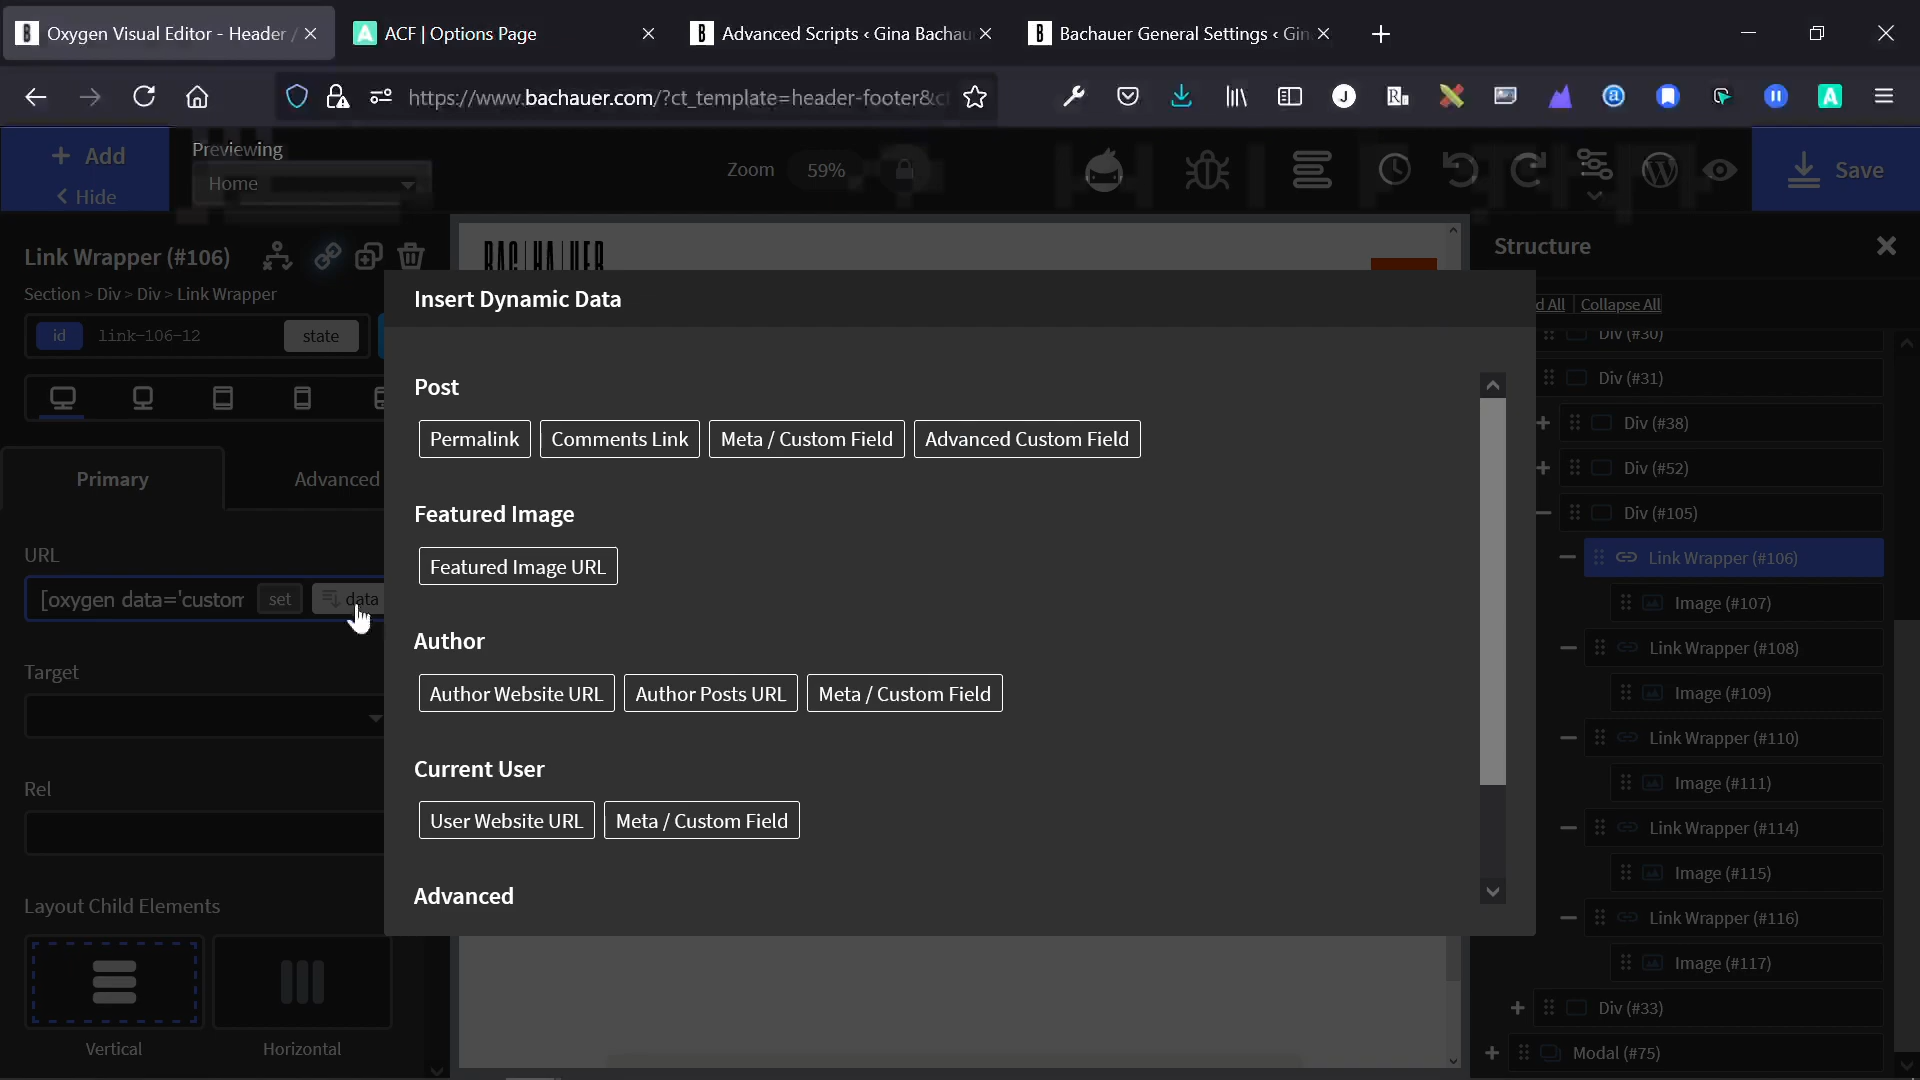 Oxygen Visual Editor - Header /
ACF | Options Page
Advanced Scripts ‹ Gina Bachau
Bachauer General Settings ‹ Gin
https://www.bachauer.com/?ct_template=header-footer&ct
Add
Hide
Previewing
Home
Zoom
59%
Save
Link Wrapper (#106)
Section > Div > Div > Link Wrapper
id
link-106-12
state
Primary
Advanced
URL
[oxygen data='custom
set
data
Target
Rel
Layout Child Elements
Vertical
Horizontal
BAC|HA|UER
Insert Dynamic Data
Post
Permalink
Comments Link
Meta / Custom Field
Advanced Custom Field
Featured Image
Featured Image URL
Author
Author Website URL
Author Posts URL
Meta / Custom Field
Current User
User Website URL
Meta / Custom Field
Advanced
Structure
d All
Collapse All
Div (#30)
Div (#31)
Div (#38)
Div (#52)
Div (#105)
Link Wrapper (#106)
Image (#107)
Link Wrapper (#108)
Image (#109)
Link Wrapper (#110)
Image (#111)
Link Wrapper (#114)
Image (#115)
Link Wrapper (#116)
Image (#117)
Div (#33)
Modal (#75)